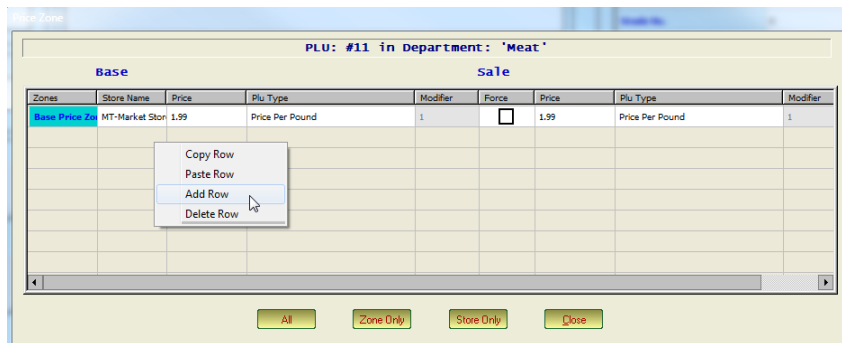 Price Zone
PLU: #11 in Department: 'Meat'
Base Sale
Zones Store Name Price Plu Type Modifier Force Price Plu Type Modifier
Base Price Zo MT-Market Stor 1.99 Price Per Pound 1 1.99 Price Per Pound 1
Copy Row
Paste Row
Add Row
Delete Row
All Zone Only Store Only Close